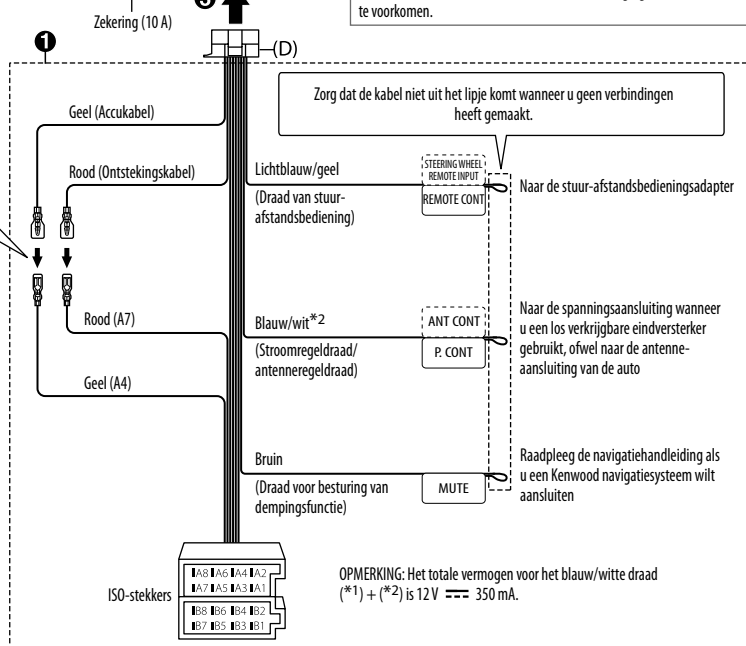 Zekering (10 A)
te voorkomen.
❸
❶
(D)
Zorg dat de kabel niet uit het lipje komt wanneer u geen verbindingen
heeft gemaakt.
Geel (Accukabel)
Rood (Ontstekingskabel)
Lichtblauw/geel
(Draad van stuur-
afstandsbediening)
STEERING WHEEL
REMOTE INPUT
REMOTE CONT
Naar de stuur-afstandsbedieningsadapter
Rood (A7)
Geel (A4)
Blauw/wit*2
(Stroomregeldraad/
antenneregeldraad)
ANT CONT
P. CONT
Naar de spanningsaansluiting wanneer
u een los verkrijgbare eindversterker
gebruikt, ofwel naar de antenne-
aansluiting van de auto
Bruin
(Draad voor besturing van
dempingsfunctie)
MUTE
Raadpleeg de navigatiehandleiding als
u een Kenwood navigatiesysteem wilt
aansluiten
ISO-stekkers
A8 A6 A4 A2
A7 A5 A3 A1
B8 B6 B4 B2
B7 B5 B3 B1
OPMERKING: Het totale vermogen voor het blauw/witte draad
(*1) + (*2) is 12 V ⎓ 350 mA.